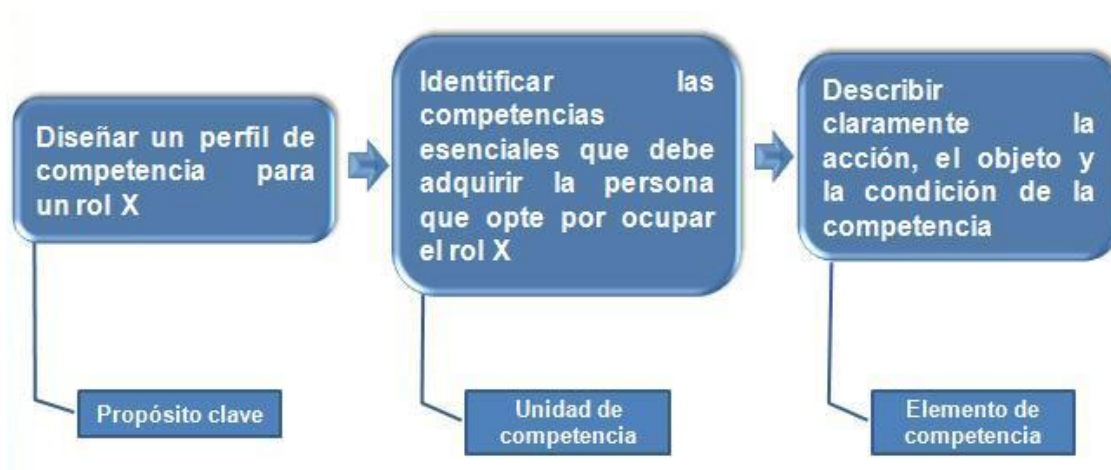 Diseñar un perfil de
competencia para
un rol X
Identificar las
competencias
esenciales que debe
adquirir la persona
que opte por ocupar
el rol X
Describir
claramente la
acción, el objeto y
la condición de la
competencia
Propósito clave
Unidad de
competencia
Elemento de
competencia